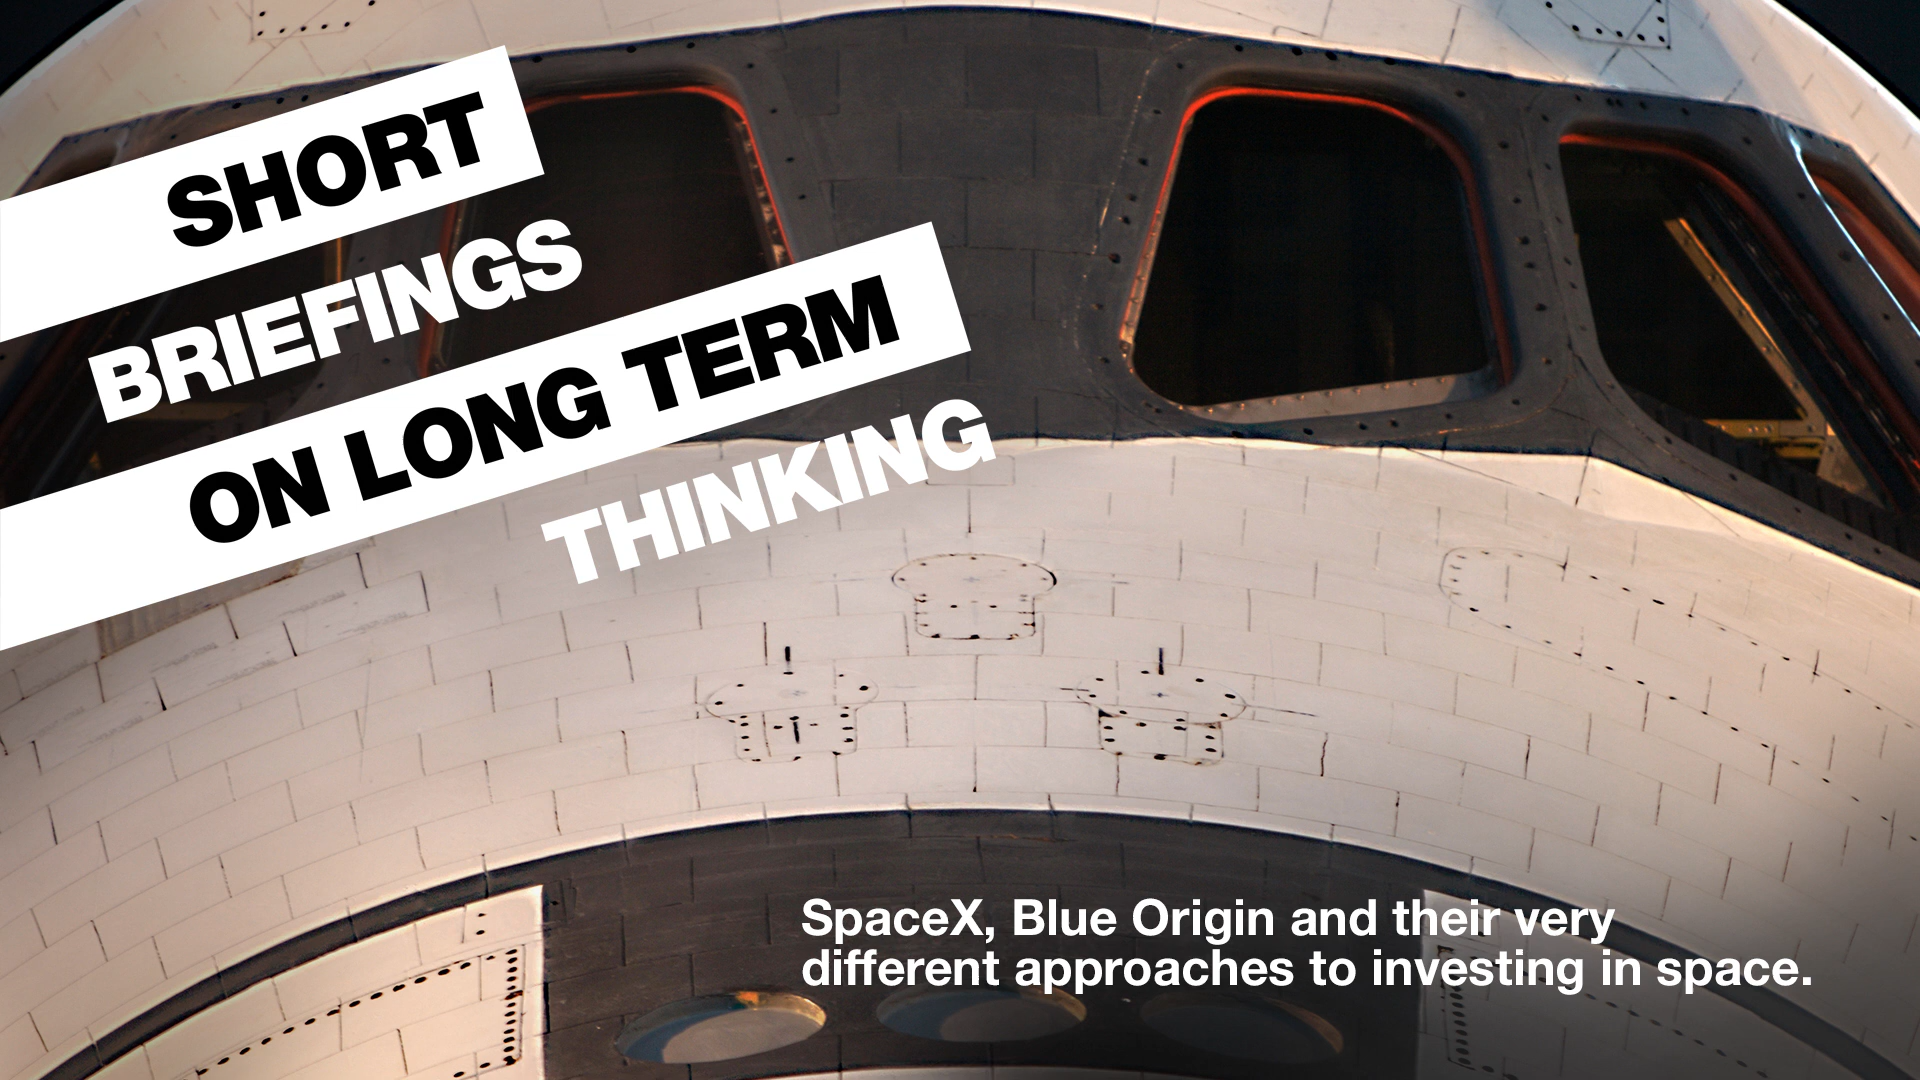 SHORT
BRIEFINGS
ON LONG TERM
THINKING
SpaceX, Blue Origin and their very
different approaches to investing in space.